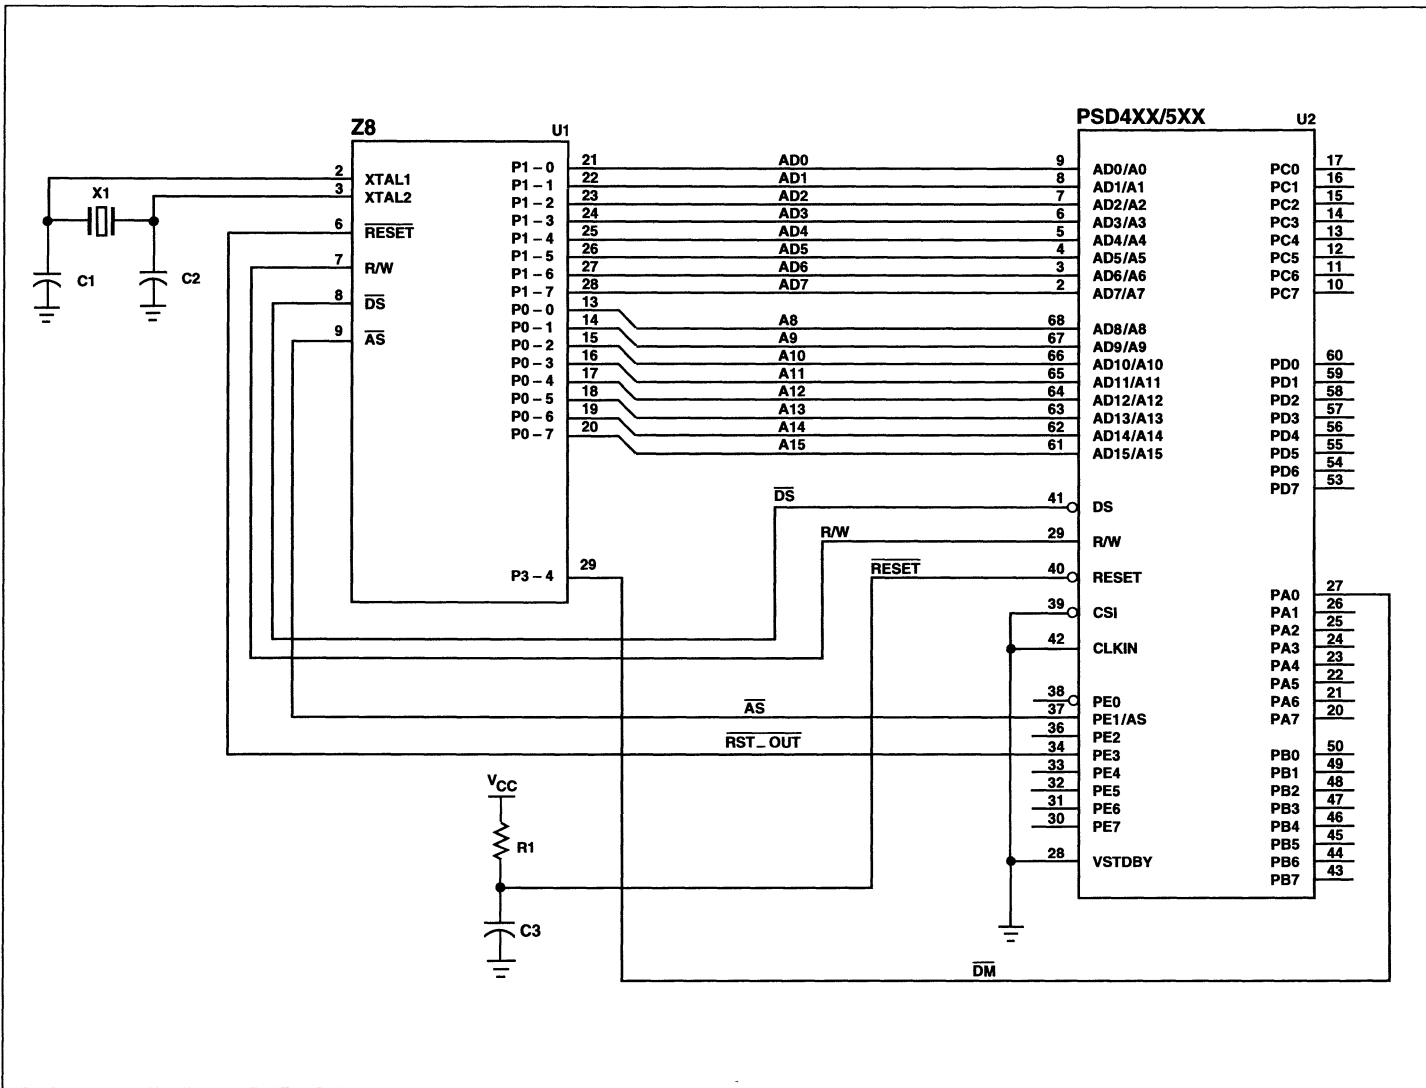 Z8
U1
PSD4XX/5XX
U2
X1
C1
C2
2
3
6
7
8
9
XTAL1
XTAL2
RESET
R/W
DS
AS
P1 – 0
P1 – 1
P1 – 2
P1 – 3
P1 – 4
P1 – 5
P1 – 6
P1 – 7
P0 – 0
P0 – 1
P0 – 2
P0 – 3
P0 – 4
P0 – 5
P0 – 6
P0 – 7
P3 – 4
21
22
23
24
25
26
27
28
13
14
15
16
17
18
19
20
29
AD0
AD1
AD2
AD3
AD4
AD5
AD6
AD7
A8
A9
A10
A11
A12
A13
A14
A15
DS
R/W
RESET
AS
RST_OUT
DM
VCC
R1
C3
9
8
7
6
5
4
3
2
68
67
66
65
64
63
62
61
41
29
40
39
42
38
37
36
34
33
32
31
30
28
AD0/A0
AD1/A1
AD2/A2
AD3/A3
AD4/A4
AD5/A5
AD6/A6
AD7/A7
AD8/A8
AD9/A9
AD10/A10
AD11/A11
AD12/A12
AD13/A13
AD14/A14
AD15/A15
DS
R/W
RESET
CSI
CLKIN
PE0
PE1/AS
PE2
PE3
PE4
PE5
PE6
PE7
VSTDBY
PC0
PC1
PC2
PC3
PC4
PC5
PC6
PC7
PD0
PD1
PD2
PD3
PD4
PD5
PD6
PD7
PA0
PA1
PA2
PA3
PA4
PA5
PA6
PA7
PB0
PB1
PB2
PB3
PB4
PB5
PB6
PB7
17
16
15
14
13
12
11
10
60
59
58
57
56
55
54
53
27
26
25
24
23
22
21
20
50
49
48
47
46
45
44
43